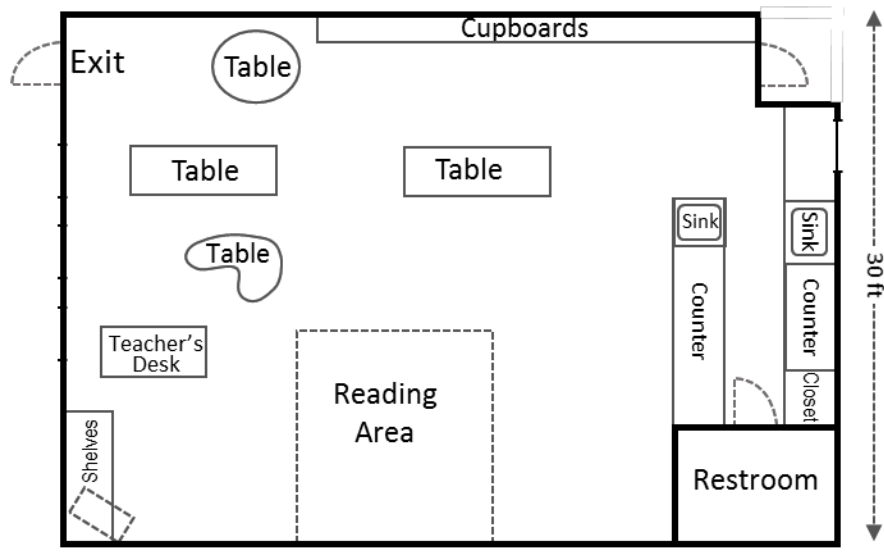 Cupboards
Exit
Table
Table
Table
Sink
Sink
Table
30 ft
Counter
Counter
Teacher's
Desk
Reading
Area
Closet
Shelves
Restroom